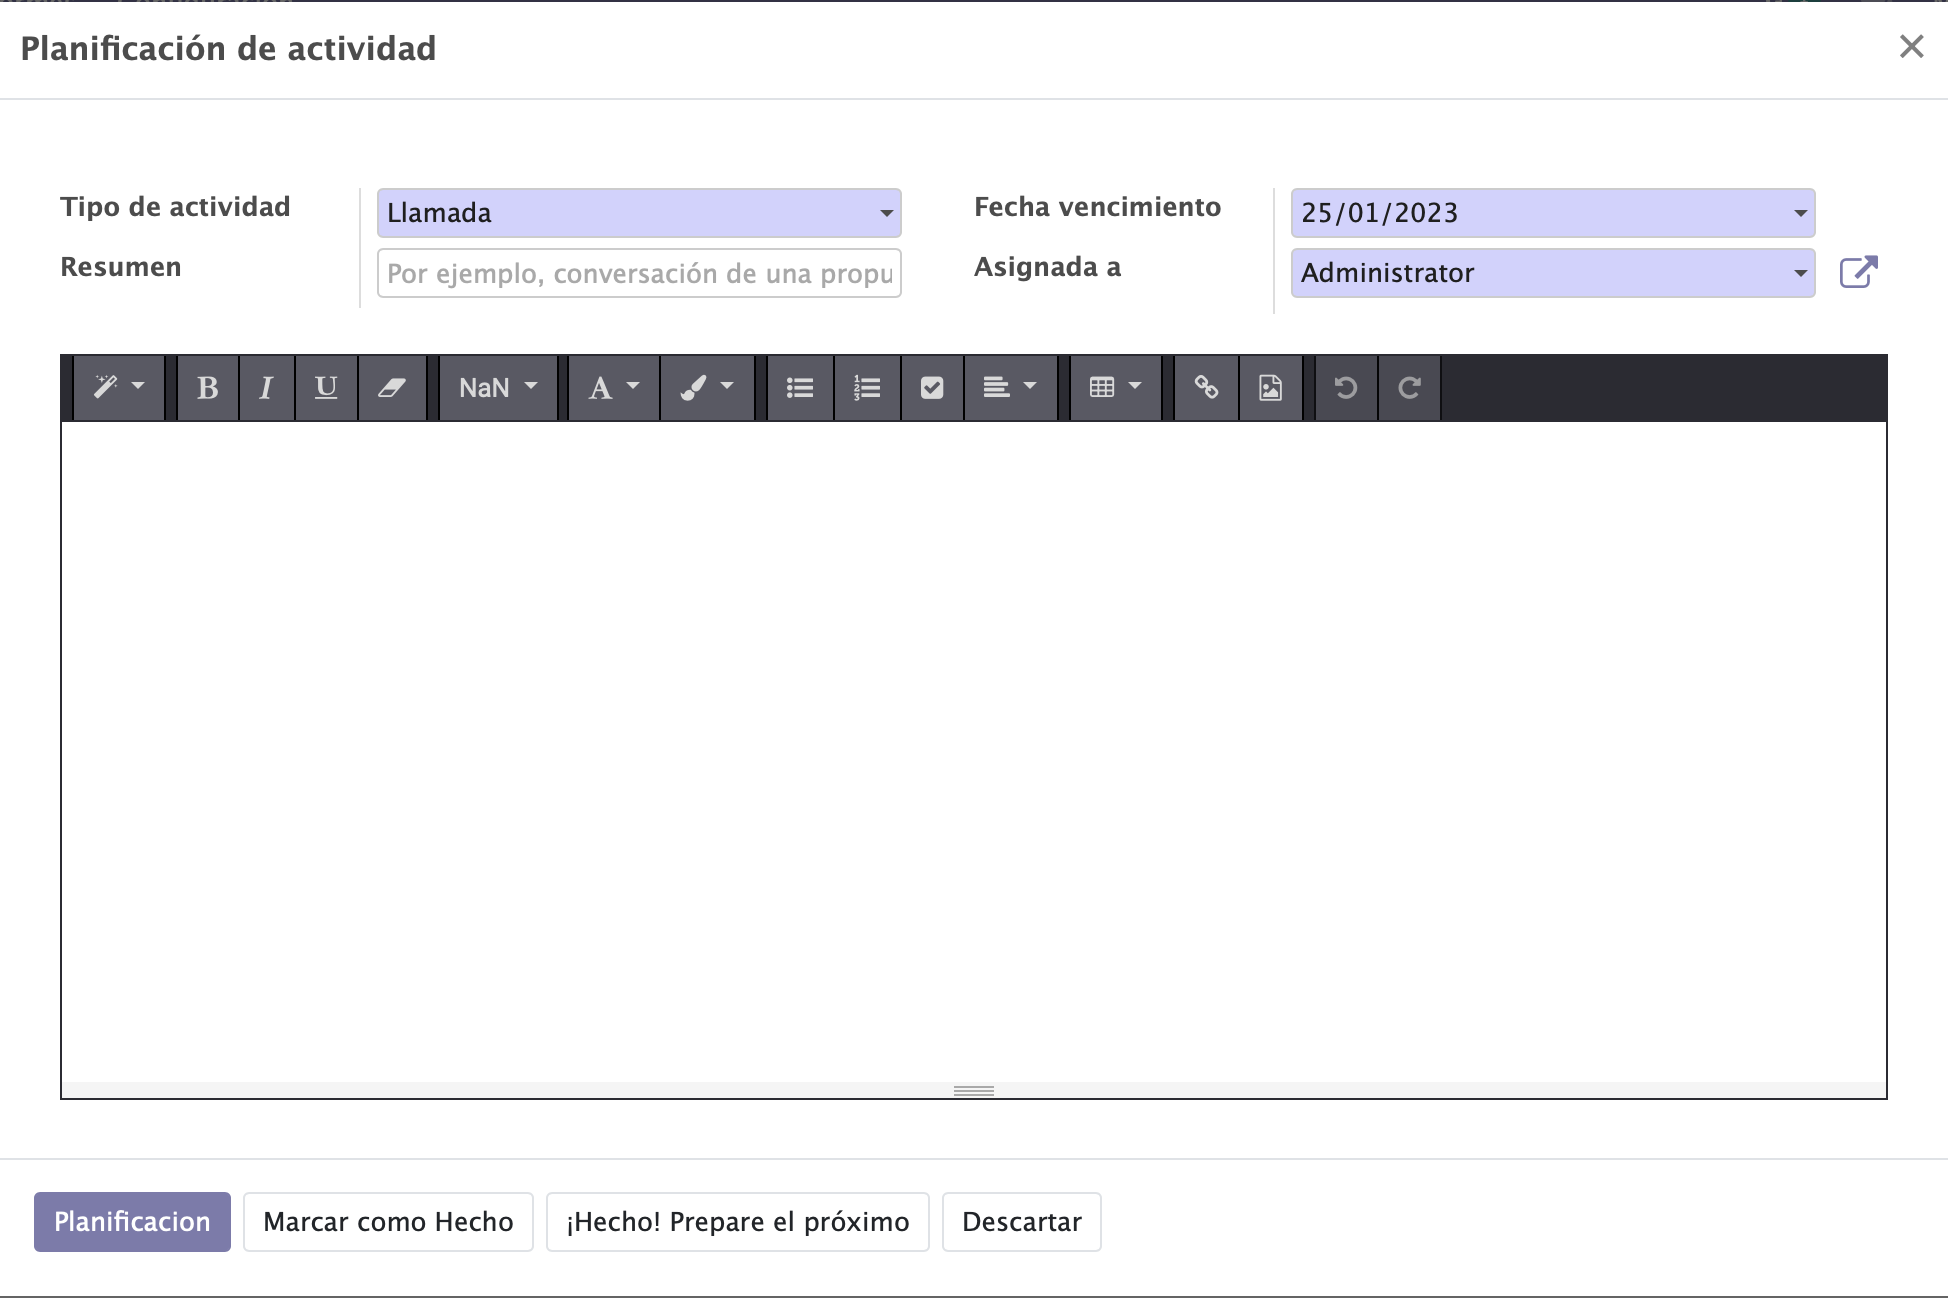 Planificación de actividad
Tipo de actividad
Llamada
Fecha vencimiento
25/01/2023
Resumen
Por ejemplo, conversación de una propu
Asignada a
Administrator
B I U NaN A
Planificacion
Marcar como Hecho
¡Hecho! Prepare el próximo
Descartar